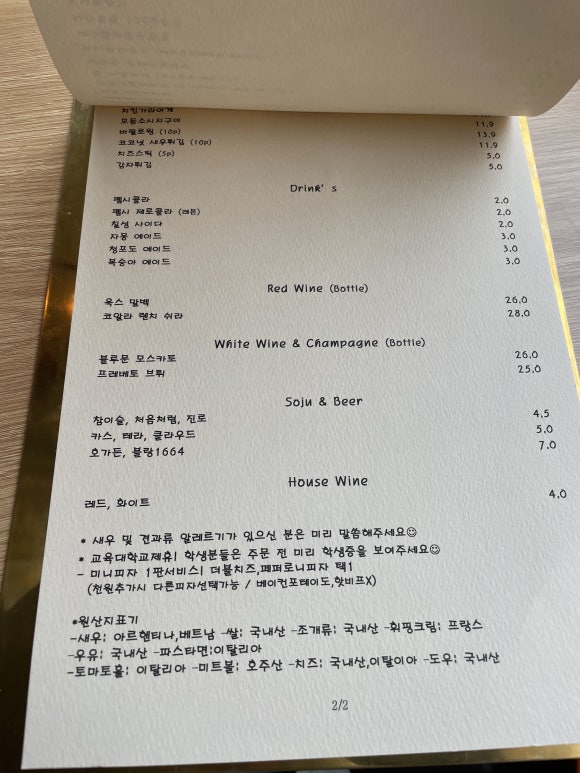 치킨가라아게
모둠소시지구이 11.9
버팔로윙 (10p) 13.9
코코넛 새우튀김 (10p) 11.9
치즈스틱 (5p) 5.0
감자튀김 5.0
Drink's
펩시콜라 2.0
펩시 제로콜라 (레몬) 2.0
칠성 사이다 2.0
자몽 에이드 3.0
청포도 에이드 3.0
복숭아 에이드 3.0
Red Wine (Bottle)
욱스 말벡 26.0
코알라 렌치 쉬라 28.0
White Wine & Champagne (Bottle)
블루문 모스카토 26.0
프레베토 브뤼 25.0
Soju & Beer
참이슬, 처음처럼, 진로 4.5
카스, 테라, 클라우드 5.0
호가든, 블랑1664 7.0
House Wine
레드, 화이트 4.0
* 새우 및 견과류 알레르기가 있으신 분은 미리 말씀해주세요☺
* 교육대학교제휴! 학생분들은 주문 전 미리 학생증을 보여주세요☺
- 미니피자 1판서비스! 더블치즈,페퍼로니피자 택1
(천원추가시 다른피자선택가능 / 베이컨포테이도,핫비프X)
*원산지표기
-새우: 아르헨티나,베트남 -쌀: 국내산 -조개류: 국내산 -휘핑크림: 프랑스
-우유: 국내산 -파스타면:이탈리아
-토마토홀: 이탈리아 -미트볼: 호주산 -치즈: 국내산,이탈이아 -도우: 국내산
2/2